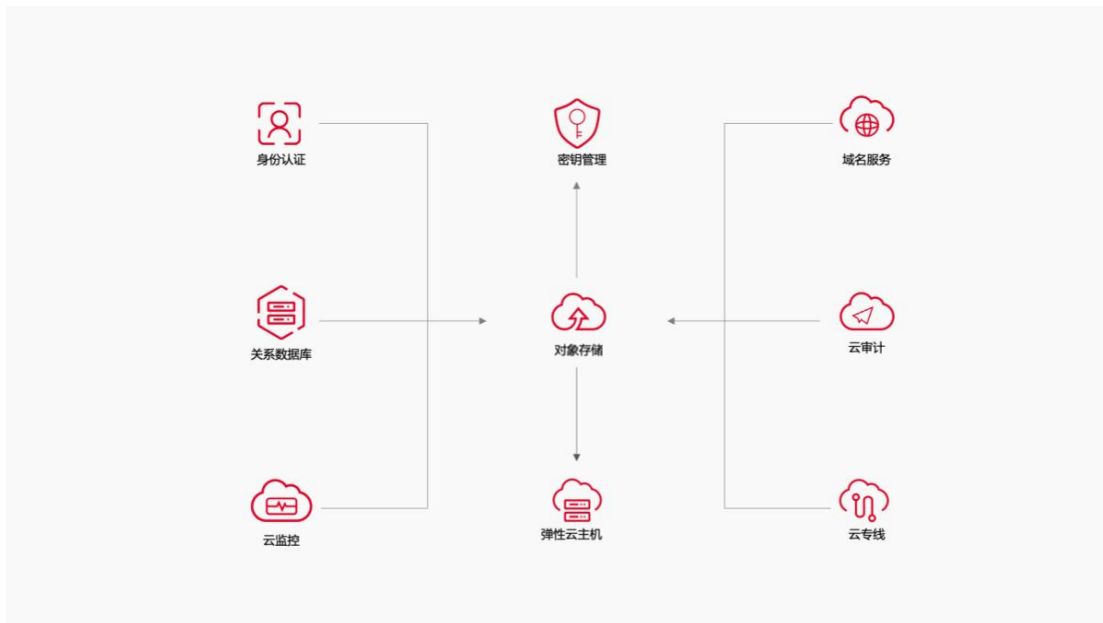 身份认证
密钥管理
域名服务
关系数据库
对象存储
云审计
云监控
弹性云主机
云专线